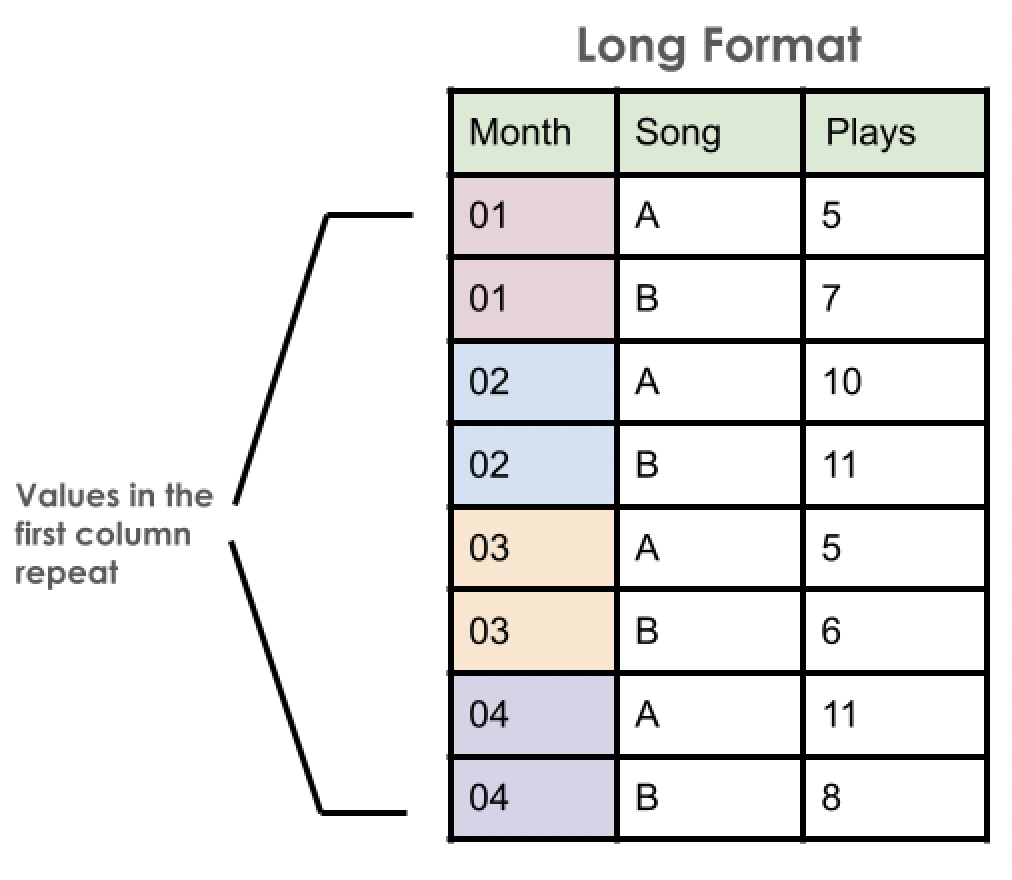 Long Format
Month Song Plays
01 A 5
01 B 7
02 A 10
02 B 11
03 A 5
03 B 6
04 A 11
04 B 8
Values in the
first column
repeat